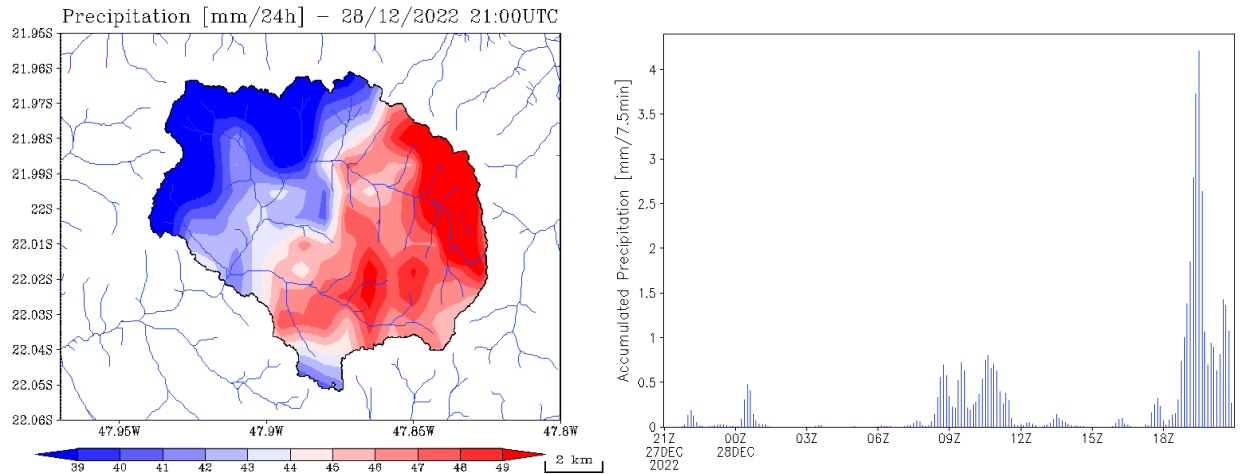 Precipitation [mm/24h] - 28/12/2022 21:00UTC
21.95S
21.96S
21.97S
21.98S
21.99S
22S
22.01S
22.02S
22.03S
22.04S
22.05S
22.06S
47.95W 47.9W 47.85W 47.8W
39 40 41 42 43 44 45 46 47 48 49
2 km
Accumulated Precipitation [mm/7.5min]
4
3.5
3
2.5
2
1.5
1
0.5
0
21Z 00Z 03Z 06Z 09Z 12Z 15Z 18Z
27DEC 28DEC
2022